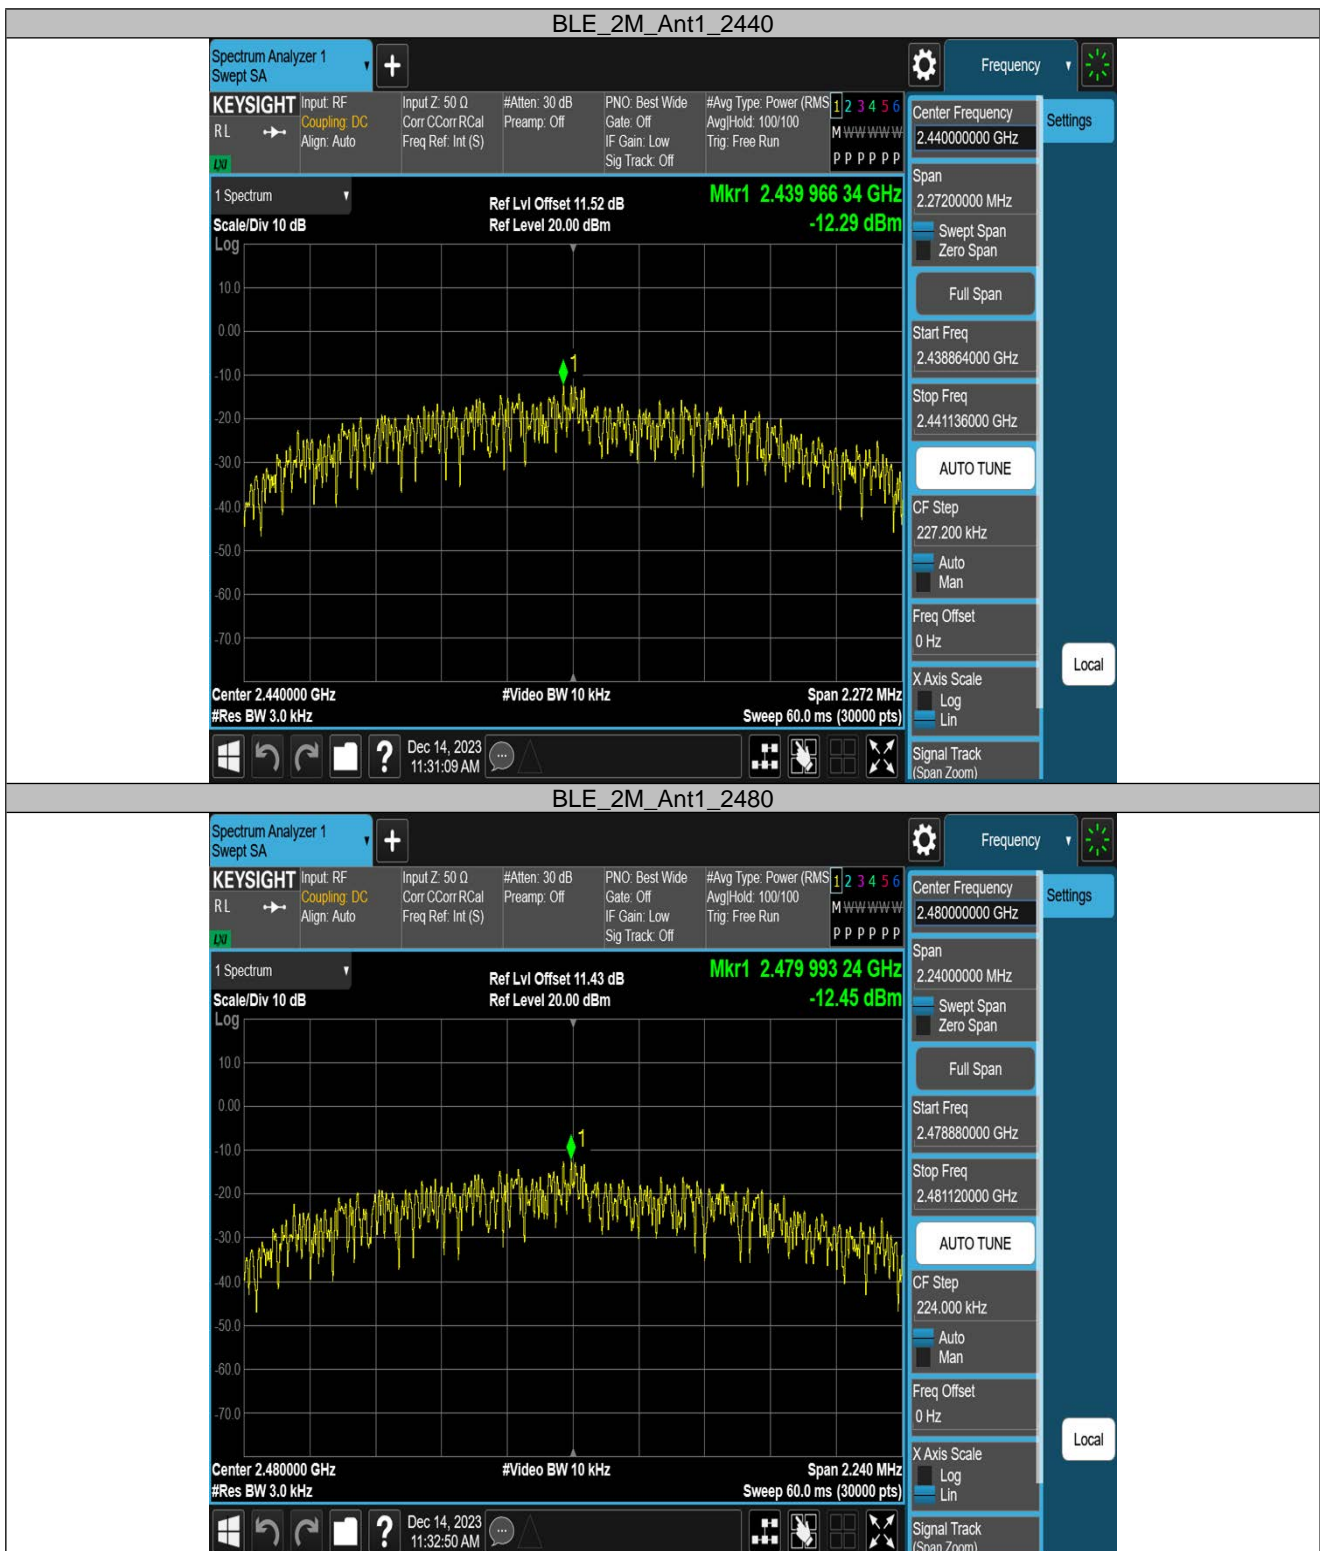 BLE_2M_Ant1_2440
Spectrum Analyzer 1
Swept SA
Frequency
KEYSIGHT
RL
LXI
Input: RF
Coupling: DC
Align: Auto
Input Z: 50 Ω
Corr CCorr RCal
Freq Ref: Int (S)
#Atten: 30 dB
Preamp: Off
PNO: Best Wide
Gate: Off
IF Gain: Low
Sig Track: Off
#Avg Type: Power (RMS
Avg|Hold: 100/100
Trig: Free Run
1 2 3 4 5 6
M W W W W W
P P P P P P
Center Frequency
2.440000000 GHz
Settings
Span
2.27200000 MHz
Swept Span
Zero Span
Full Span
Start Freq
2.438864000 GHz
Stop Freq
2.441136000 GHz
AUTO TUNE
CF Step
227.200 kHz
Auto
Man
Freq Offset
0 Hz
X Axis Scale
Log
Lin
Signal Track
(Span Zoom)
Local
1 Spectrum
Scale/Div 10 dB
Ref Lvl Offset 11.52 dB
Ref Level 20.00 dBm
Mkr1 2.439 966 34 GHz
-12.29 dBm
Log
10.0
0.00
-10.0
-20.0
-30.0
-40.0
-50.0
-60.0
-70.0
1
Center 2.440000 GHz
#Res BW 3.0 kHz
#Video BW 10 kHz
Span 2.272 MHz
Sweep 60.0 ms (30000 pts)
?
Dec 14, 2023
11:31:09 AM
BLE_2M_Ant1_2480
Spectrum Analyzer 1
Swept SA
Frequency
KEYSIGHT
RL
LXI
Input: RF
Coupling: DC
Align: Auto
Input Z: 50 Ω
Corr CCorr RCal
Freq Ref: Int (S)
#Atten: 30 dB
Preamp: Off
PNO: Best Wide
Gate: Off
IF Gain: Low
Sig Track: Off
#Avg Type: Power (RMS
Avg|Hold: 100/100
Trig: Free Run
1 2 3 4 5 6
M W W W W W
P P P P P P
Center Frequency
2.480000000 GHz
Settings
Span
2.24000000 MHz
Swept Span
Zero Span
Full Span
Start Freq
2.478880000 GHz
Stop Freq
2.481120000 GHz
AUTO TUNE
CF Step
224.000 kHz
Auto
Man
Freq Offset
0 Hz
X Axis Scale
Log
Lin
Signal Track
(Span Zoom)
Local
1 Spectrum
Scale/Div 10 dB
Ref Lvl Offset 11.43 dB
Ref Level 20.00 dBm
Mkr1 2.479 993 24 GHz
-12.45 dBm
Log
10.0
0.00
-10.0
-20.0
-30.0
-40.0
-50.0
-60.0
-70.0
1
Center 2.480000 GHz
#Res BW 3.0 kHz
#Video BW 10 kHz
Span 2.240 MHz
Sweep 60.0 ms (30000 pts)
?
Dec 14, 2023
11:32:50 AM